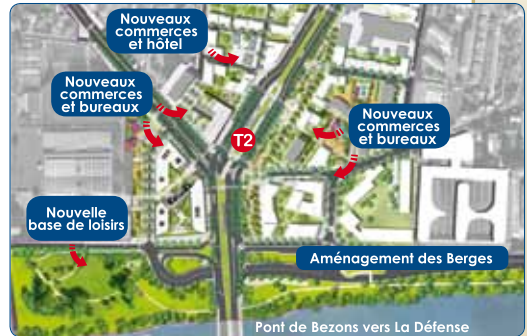 Nouveaux
commerces
et hôtel
Nouveaux
commerces
et bureaux
T2
Nouveaux
commerces
et bureaux
Nouvelle
base de loisirs
Aménagement des Berges
Pont de Bezons vers La Défense